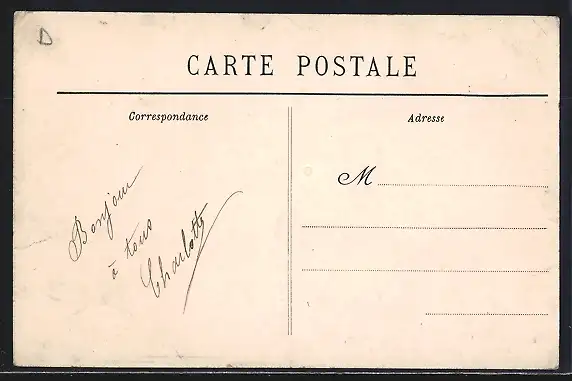 D
CARTE POSTALE
Correspondance
Adresse
M
Bonjour
à tous
Charlotte